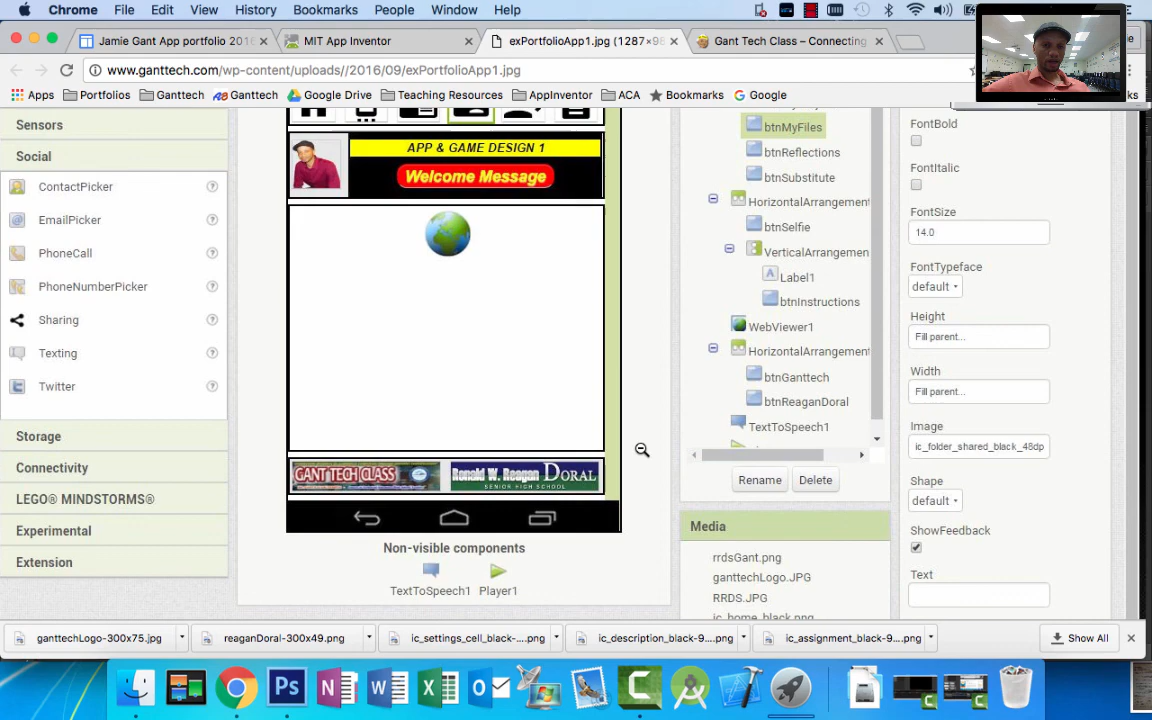 Chrome File Edit View History Bookmarks People Window Help
Jamie Gant App portfolio 2016
MIT App Inventor
exPortfolioApp1.jpg (1287×98
Gant Tech Class – Connecting
www.ganttech.com/wp-content/uploads//2016/09/exPortfolioApp1.jpg
Apps Portfolios Ganttech Ganttech Google Drive Teaching Resources AppInventor ACA Bookmarks Google
Sensors
Social
ContactPicker
EmailPicker
PhoneCall
PhoneNumberPicker
Sharing
Texting
Twitter
Storage
Connectivity
LEGO® MINDSTORMS®
Experimental
Extension
APP & GAME DESIGN 1
Welcome Message
GANT TECH CLASS
Ronald W. Reagan DORAL
SENIOR HIGH SCHOOL
Non-visible components
TextToSpeech1 Player1
btnMyFiles
btnReflections
btnSubstitute
HorizontalArrangemen
btnSelfie
VerticalArrangemen
Label1
btnInstructions
WebViewer1
HorizontalArrangemen
btnGanttech
btnReaganDoral
TextToSpeech1
Rename Delete
Media
rrdsGant.png
ganttechLogo.JPG
RRDS.JPG
ic_home_black.png
FontBold
FontItalic
FontSize
14.0
FontTypeface
default
Height
Fill parent...
Width
Fill parent...
Image
ic_folder_shared_black_48dp
Shape
default
ShowFeedback
Text
ganttechLogo-300x75.jpg
reaganDoral-300x49.png
ic_settings_cell_black-....png
ic_description_black-9....png
ic_assignment_black-9....png
Show All